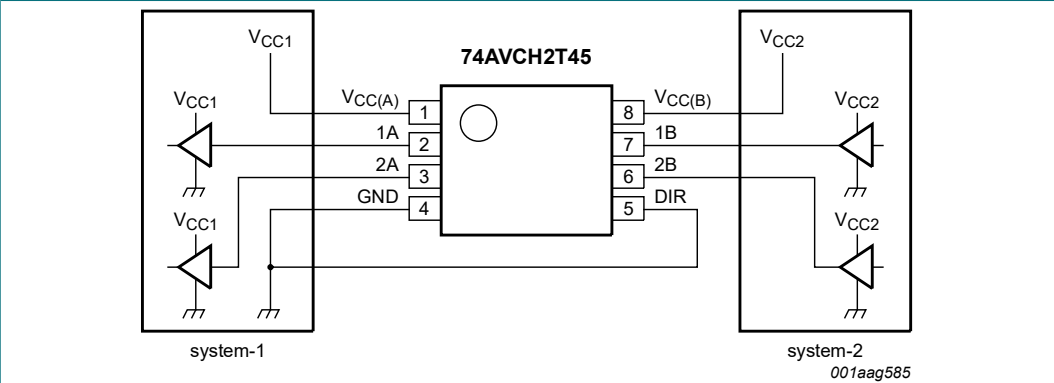 VCC1
74AVCH2T45
VCC2
VCC1
VCC(A)
1
8
VCC(B)
VCC2
1A
2
7
1B
2A
3
6
2B
GND
4
5
DIR
VCC1
VCC2
system-1
system-2
001aag585